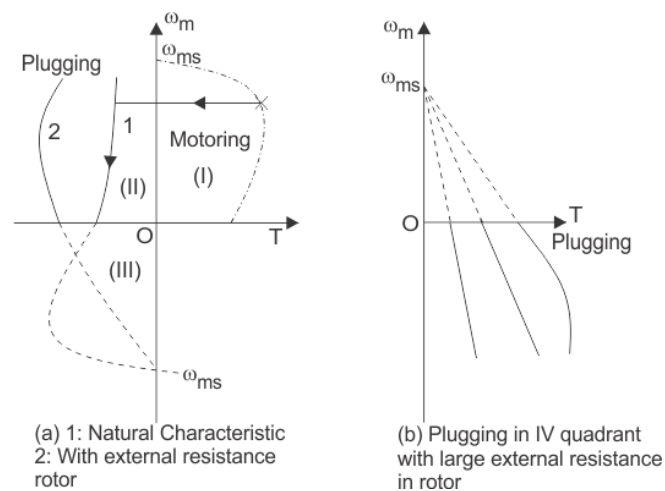 ωm
ωms
Plugging
2
1
Motoring
(II)
(I)
O
T
(III)
ωms
(a) 1: Natural Characteristic
2: With external resistance
rotor
ωm
ωms
O
T
Plugging
(b) Plugging in IV quadrant
with large external resistance
in rotor